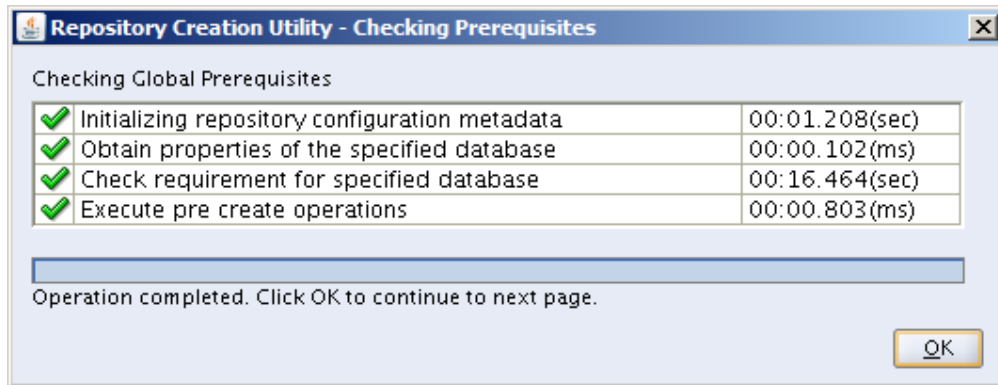 Repository Creation Utility - Checking Prerequisites
Checking Global Prerequisites
Initializing repository configuration metadata 00:01.208(sec)
Obtain properties of the specified database 00:00.102(ms)
Check requirement for specified database 00:16.464(sec)
Execute pre create operations 00:00.803(ms)
Operation completed. Click OK to continue to next page.
OK